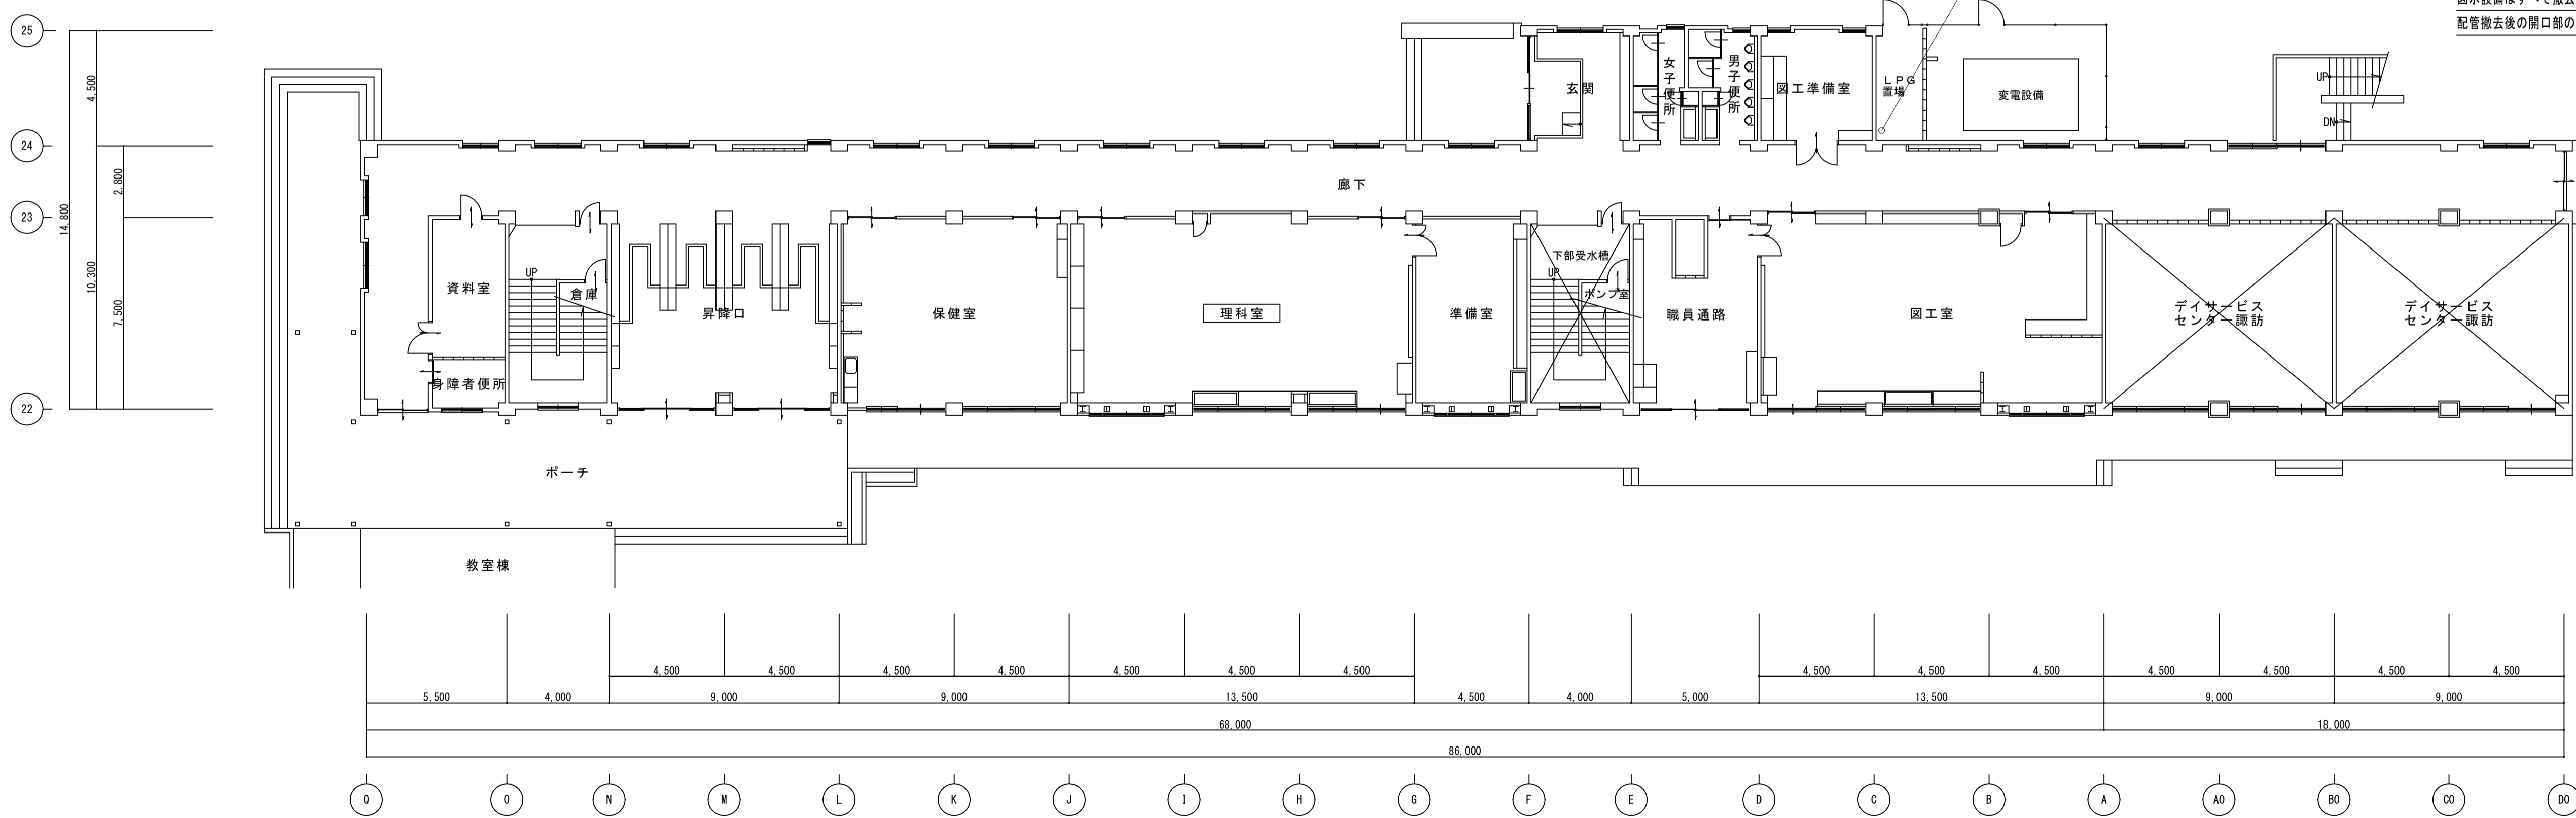 配管撤去後の開口部の
25
24
23
22
4,500
2,800
14,800
10,300
7,500
玄関
女子便所
男子便所
図工準備室
LPG
置場
変電設備
UP
DN
廊下
資料室
UP
倉庫
身障者便所
昇降口
保健室
理科室
準備室
下部受水槽
UP
ポンプ室
職員通路
図工室
デイサービス
センター諏訪
デイサービス
センター諏訪
ポーチ
教室棟
4,500 4,500 4,500 4,500 4,500 4,500 4,500 4,500 4,500 4,500 4,500 4,500 4,500 4,500
5,500 4,000 9,000 9,000 13,500 4,500 4,000 5,000 13,500 9,000 9,000
68,000 18,000
86,000
Q O N M L K J I H G F E D C B A A0 B0 C0 D0